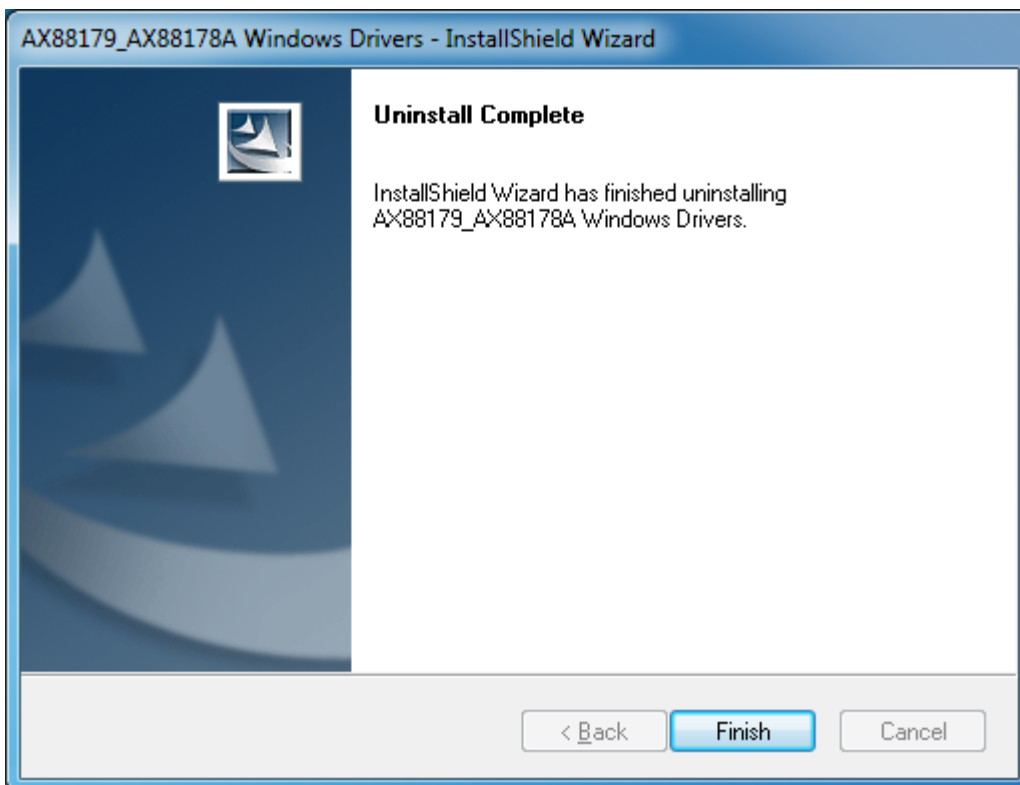 AX88179_AX88178A Windows Drivers - InstallShield Wizard
Uninstall Complete
InstallShield Wizard has finished uninstalling
AX88179_AX88178A Windows Drivers.
< Back
Finish
Cancel